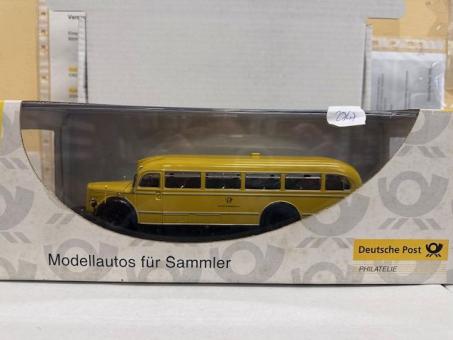 Modellautos für Sammler
Deutsche Post
PHILATELIE